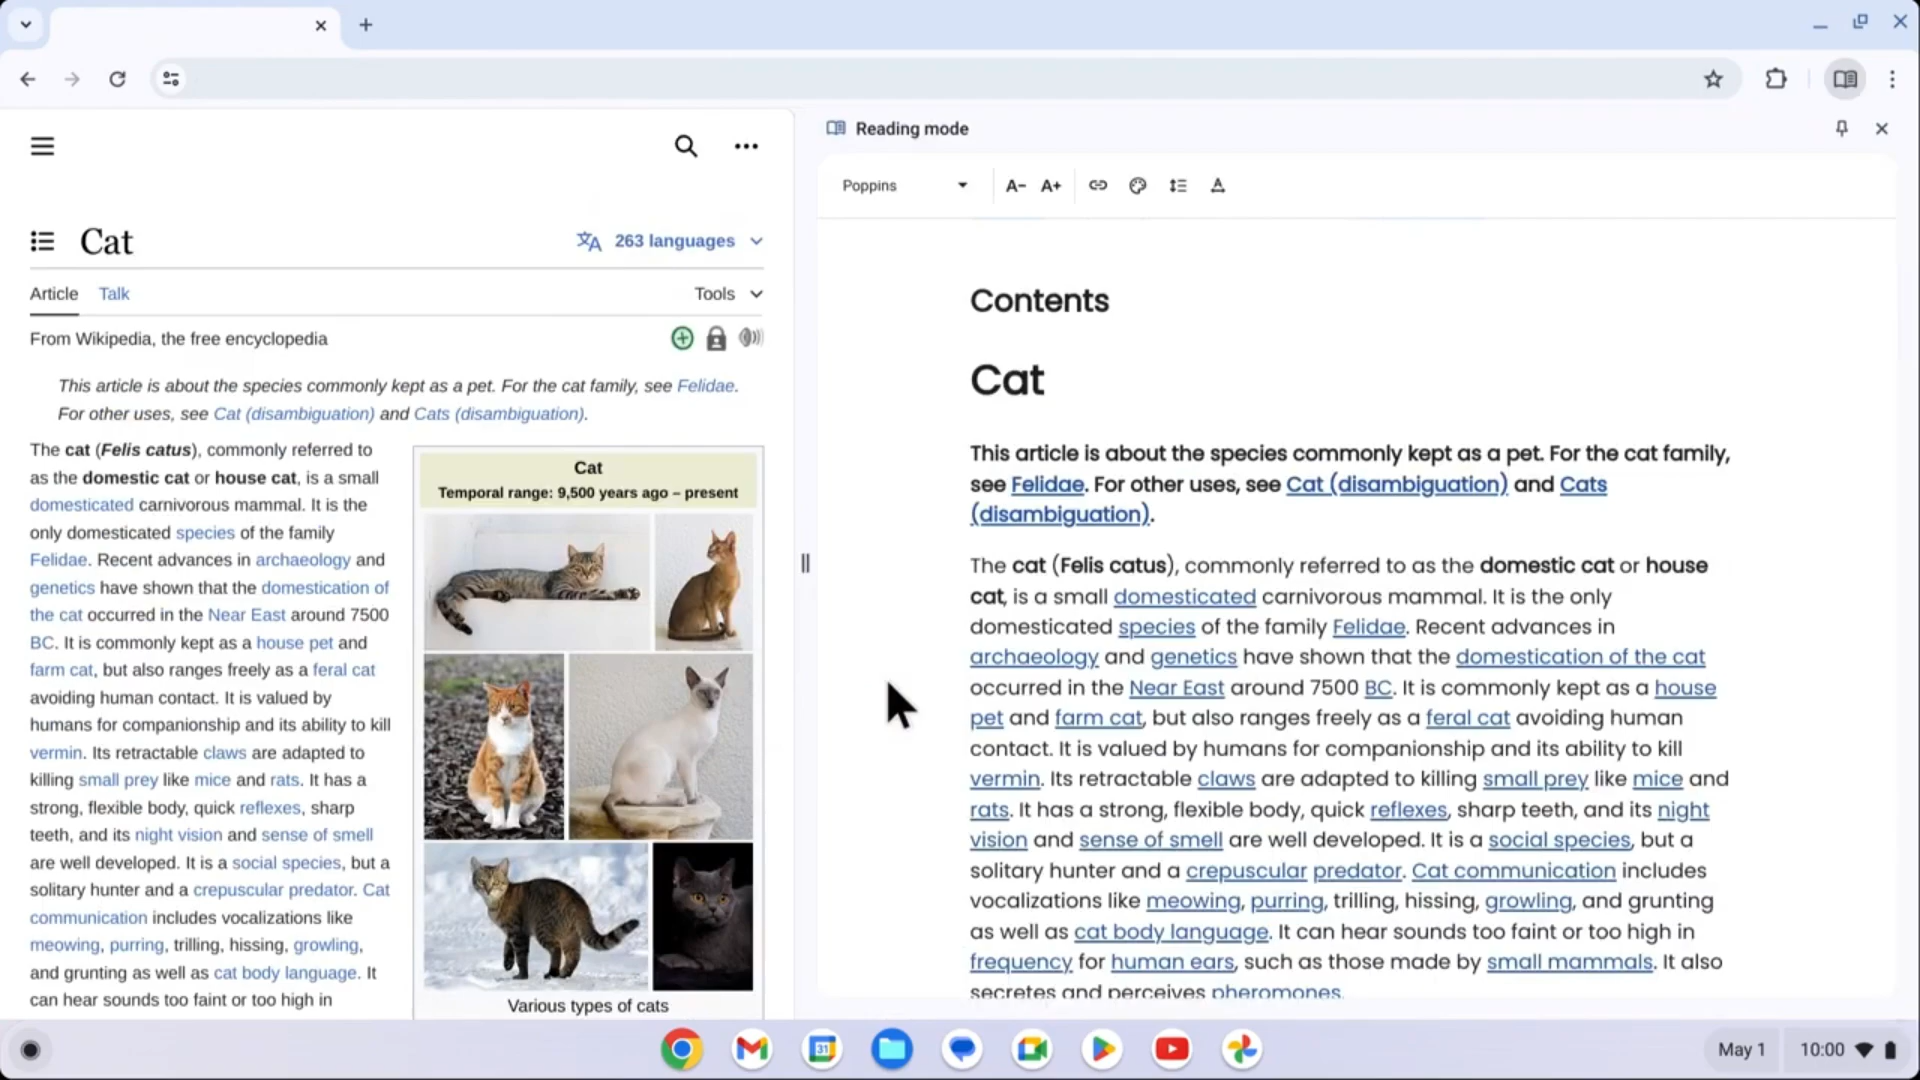 Reading mode
Poppins
A- A+
Cat
263 languages
Article Talk
Tools
From Wikipedia, the free encyclopedia
This article is about the species commonly kept as a pet. For the cat family, see Felidae.
For other uses, see Cat (disambiguation) and Cats (disambiguation).
The cat (Felis catus), commonly referred to
as the domestic cat or house cat, is a small
domesticated carnivorous mammal. It is the
only domesticated species of the family
Felidae. Recent advances in archaeology and
genetics have shown that the domestication of
the cat occurred in the Near East around 7500
BC. It is commonly kept as a house pet and
farm cat, but also ranges freely as a feral cat
avoiding human contact. It is valued by
humans for companionship and its ability to kill
vermin. Its retractable claws are adapted to
killing small prey like mice and rats. It has a
strong, flexible body, quick reflexes, sharp
teeth, and its night vision and sense of smell
are well developed. It is a social species, but a
solitary hunter and a crepuscular predator. Cat
communication includes vocalizations like
meowing, purring, trilling, hissing, growling,
and grunting as well as cat body language. It
can hear sounds too faint or too high in
Cat
Temporal range: 9,500 years ago – present
Various types of cats
Contents
Cat
This article is about the species commonly kept as a pet. For the cat family,
see Felidae. For other uses, see Cat (disambiguation) and Cats
(disambiguation).
The cat (Felis catus), commonly referred to as the domestic cat or house
cat, is a small domesticated carnivorous mammal. It is the only
domesticated species of the family Felidae. Recent advances in
archaeology and genetics have shown that the domestication of the cat
occurred in the Near East around 7500 BC. It is commonly kept as a house
pet and farm cat, but also ranges freely as a feral cat avoiding human
contact. It is valued by humans for companionship and its ability to kill
vermin. Its retractable claws are adapted to killing small prey like mice and
rats. It has a strong, flexible body, quick reflexes, sharp teeth, and its night
vision and sense of smell are well developed. It is a social species, but a
solitary hunter and a crepuscular predator. Cat communication includes
vocalizations like meowing, purring, trilling, hissing, growling, and grunting
as well as cat body language. It can hear sounds too faint or too high in
frequency for human ears, such as those made by small mammals. It also
secretes and perceives pheromones.
31
May 1
10:00